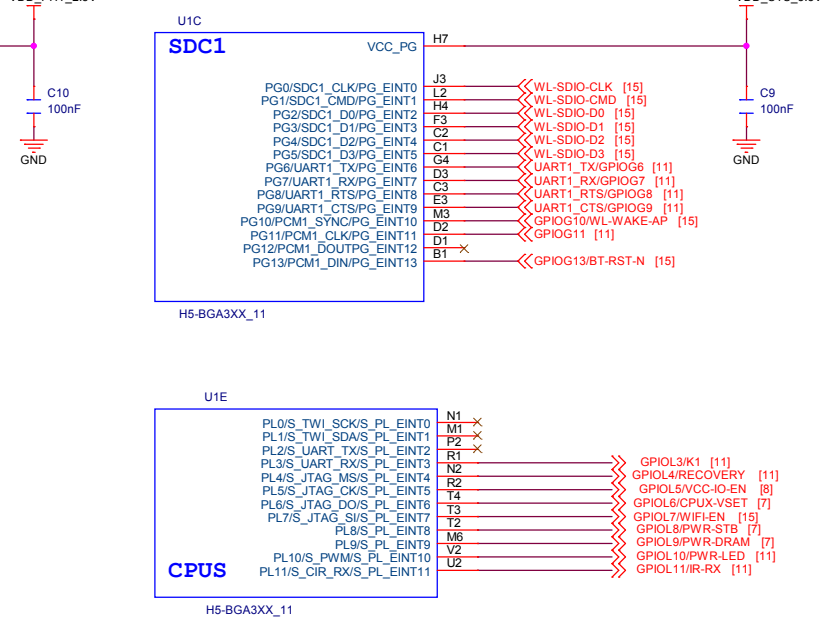 U1C
SDC1
VCC_PG H7
C10
100nF
GND
C9
100nF
GND
PG0/SDC1_CLK/PG_EINT0 J3 WL-SDIO-CLK [15]
PG1/SDC1_CMD/PG_EINT1 L2 WL-SDIO-CMD [15]
PG2/SDC1_D0/PG_EINT2 H4 WL-SDIO-D0 [15]
PG3/SDC1_D1/PG_EINT3 F3 WL-SDIO-D1 [15]
PG4/SDC1_D2/PG_EINT4 C2 WL-SDIO-D2 [15]
PG5/SDC1_D3/PG_EINT5 C1 WL-SDIO-D3 [15]
PG6/UART1_TX/PG_EINT6 G4 UART1_TX/GPIOG6 [11]
PG7/UART1_RX/PG_EINT7 D3 UART1_RX/GPIOG7 [11]
PG8/UART1_RTS/PG_EINT8 C3 UART1_RTS/GPIOG8 [11]
PG9/UART1_CTS/PG_EINT9 E3 UART1_CTS/GPIOG9 [11]
PG10/PCM1_SYNC/PG_EINT10 M3 GPIOG10/WL-WAKE-AP [15]
PG11/PCM1_CLK/PG_EINT11 D2 GPIOG11 [11]
PG12/PCM1_DOUTPG_EINT12 D1
PG13/PCM1_DIN/PG_EINT13 B1 GPIOG13/BT-RST-N [15]
H5-BGA3XX_11
U1E
PL0/S_TWI_SCK/S_PL_EINT0 N1
PL1/S_TWI_SDA/S_PL_EINT1 M1
PL2/S_UART_TX/S_PL_EINT2 P2
PL3/S_UART_RX/S_PL_EINT3 R1 GPIOL3/K1 [11]
PL4/S_JTAG_MS/S_PL_EINT4 N2 GPIOL4/RECOVERY [11]
PL5/S_JTAG_CK/S_PL_EINT5 R2 GPIOL5/VCC-IO-EN [8]
PL6/S_JTAG_DO/S_PL_EINT6 T4 GPIOL6/CPUX-VSET [7]
PL7/S_JTAG_SI/S_PL_EINT7 T3 GPIOL7/WIFI-EN [15]
PL8/S_PL_EINT8 T2 GPIOL8/PWR-STB [7]
PL9/S_PL_EINT9 M6 GPIOL9/PWR-DRAM [7]
PL10/S_PWM/S_PL_EINT10 V2 GPIOL10/PWR-LED [11]
PL11/S_CIR_RX/S_PL_EINT11 U2 GPIOL11/IR-RX [11]
CPUS
H5-BGA3XX_11